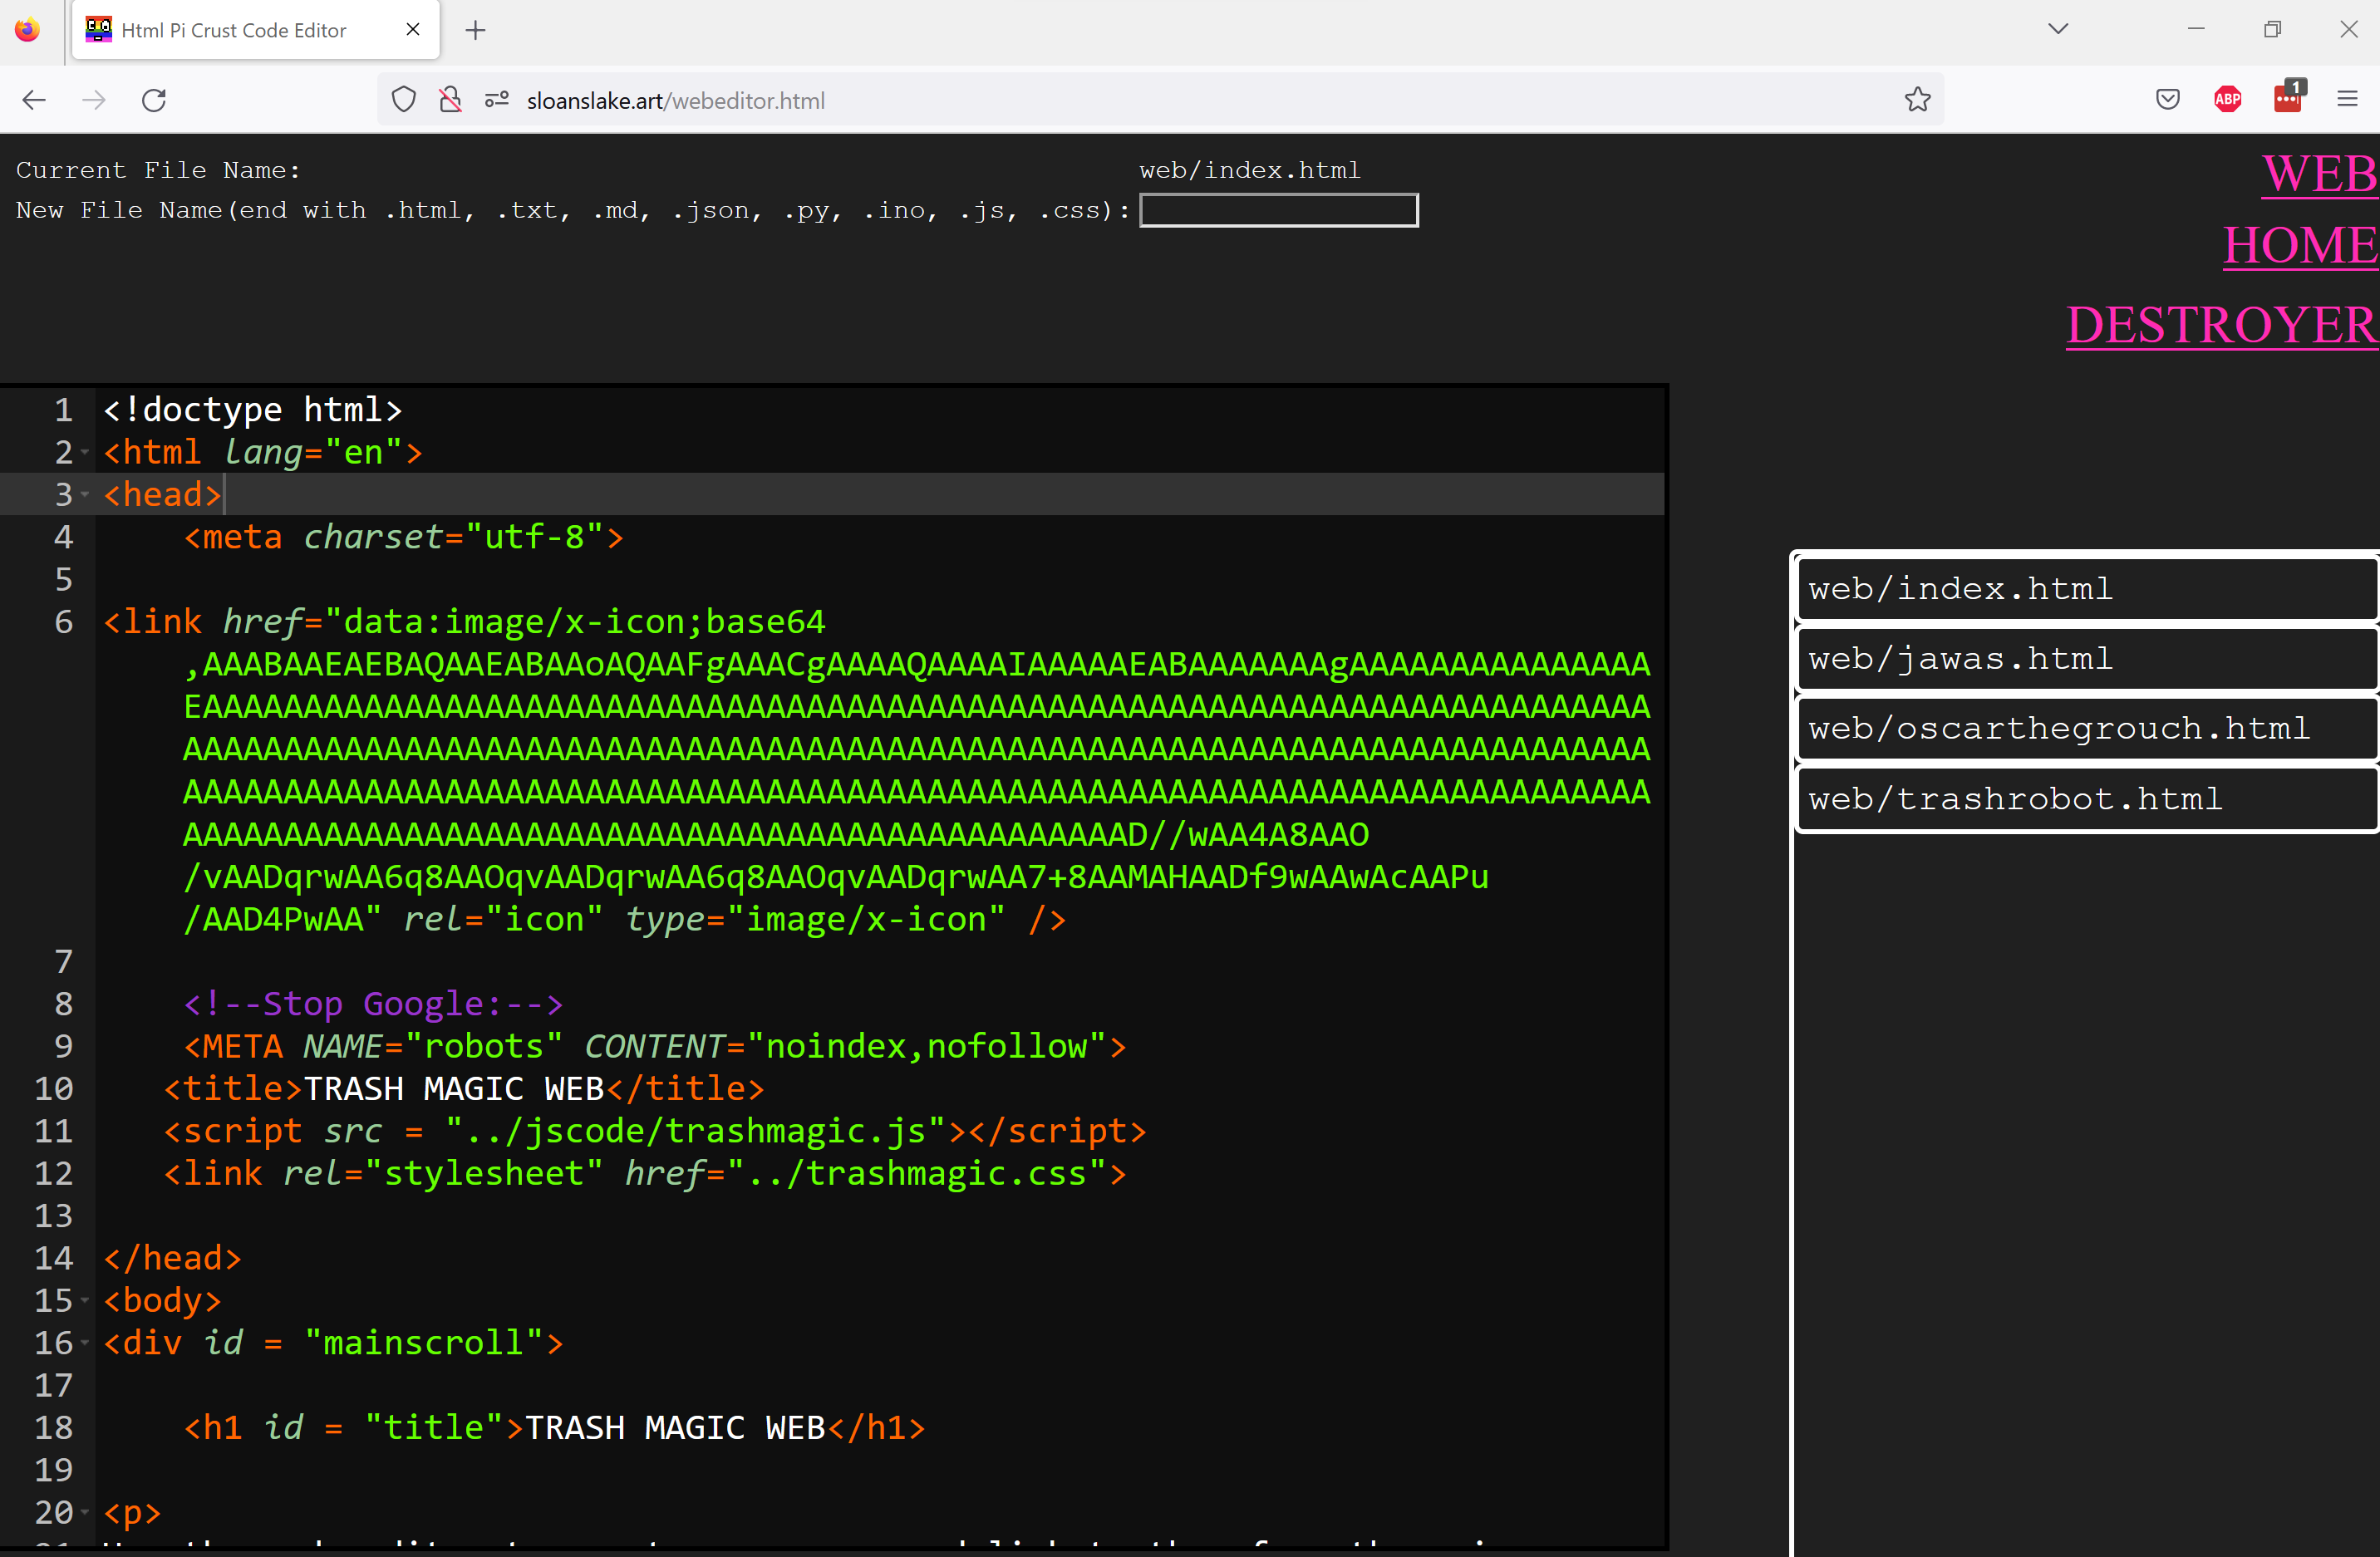 Html Pi Crust Code Editor
sloanslake.art/webeditor.html
ABP
1
Current File Name: web/index.html
New File Name(end with .html, .txt, .md, .json, .py, .ino, .js, .css):
WEB
HOME
DESTROYER
1 <!doctype html>
2 <html lang="en">
3 <head>
4 <meta charset="utf-8">
5
6 <link href="data:image/x-icon;base64
/vAADqrwAA6q8AAOqvAADqrwAA6q8AAOqvAADqrwAA7+8AAMAHAADf9wAAwAcAAPu
/AAD4PwAA" rel="icon" type="image/x-icon" />
7
8 <!--Stop Google:-->
9 <META NAME="robots" CONTENT="noindex,nofollow">
10 <title>TRASH MAGIC WEB</title>
11 <script src = "../jscode/trashmagic.js"></script>
12 <link rel="stylesheet" href="../trashmagic.css">
13
14 </head>
15 <body>
16 <div id = "mainscroll">
17
18 <h1 id = "title">TRASH MAGIC WEB</h1>
19
20 <p>
web/index.html
web/jawas.html
web/oscarthegrouch.html
web/trashrobot.html